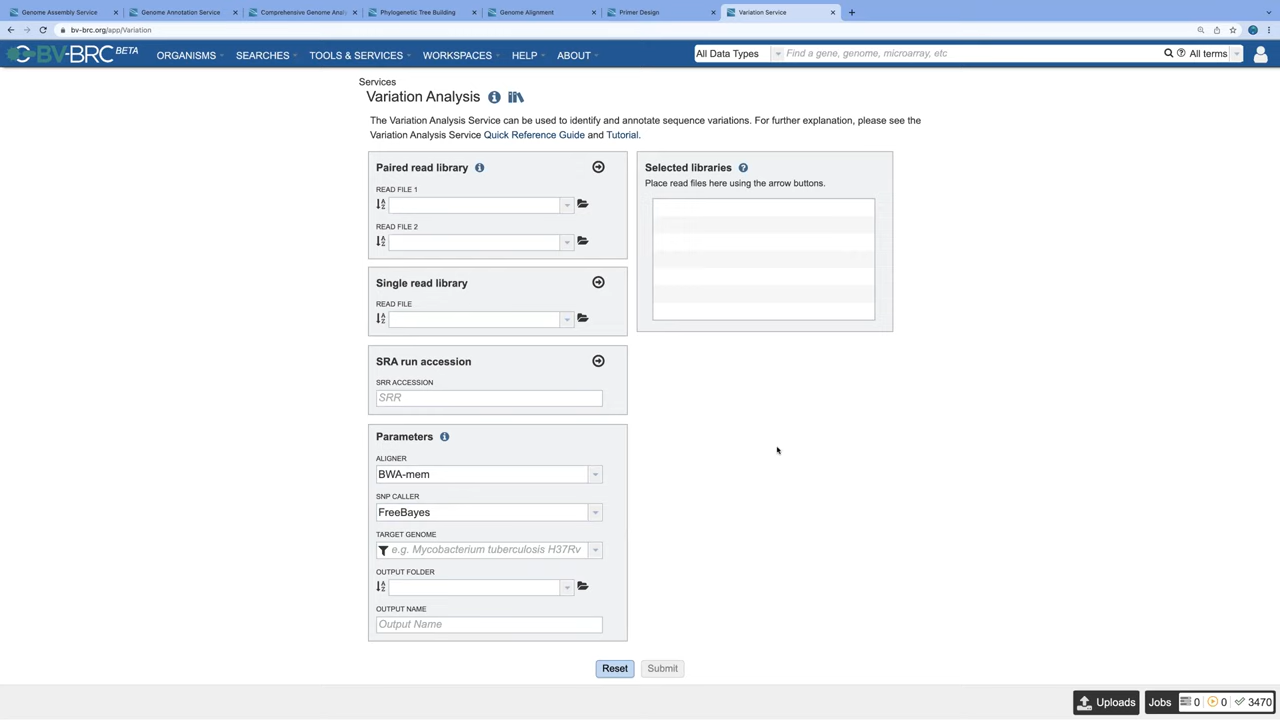 Genome Assembly Service
Genome Annotation Service
Comprehensive Genome Anal
Phylogenetic Tree Building
Genome Alignment
Primer Design
Variation Service
bv-brc.org/app/Variation
BV-BRC BETA
ORGANISMS
SEARCHES
TOOLS & SERVICES
WORKSPACES
HELP
ABOUT
All Data Types
Find a gene, genome, microarray, etc
All terms
Services
Variation Analysis
The Variation Analysis Service can be used to identify and annotate sequence variations. For further explanation, please see the
Variation Analysis Service Quick Reference Guide and Tutorial.
Paired read library
READ FILE 1
READ FILE 2
Single read library
READ FILE
SRA run accession
SRR ACCESSION
SRR
Parameters
ALIGNER
BWA-mem
SNP CALLER
FreeBayes
TARGET GENOME
e.g. Mycobacterium tuberculosis H37Rv
OUTPUT FOLDER
OUTPUT NAME
Output Name
Selected libraries
Place read files here using the arrow buttons.
Reset
Submit
Uploads
Jobs 0 0 3470